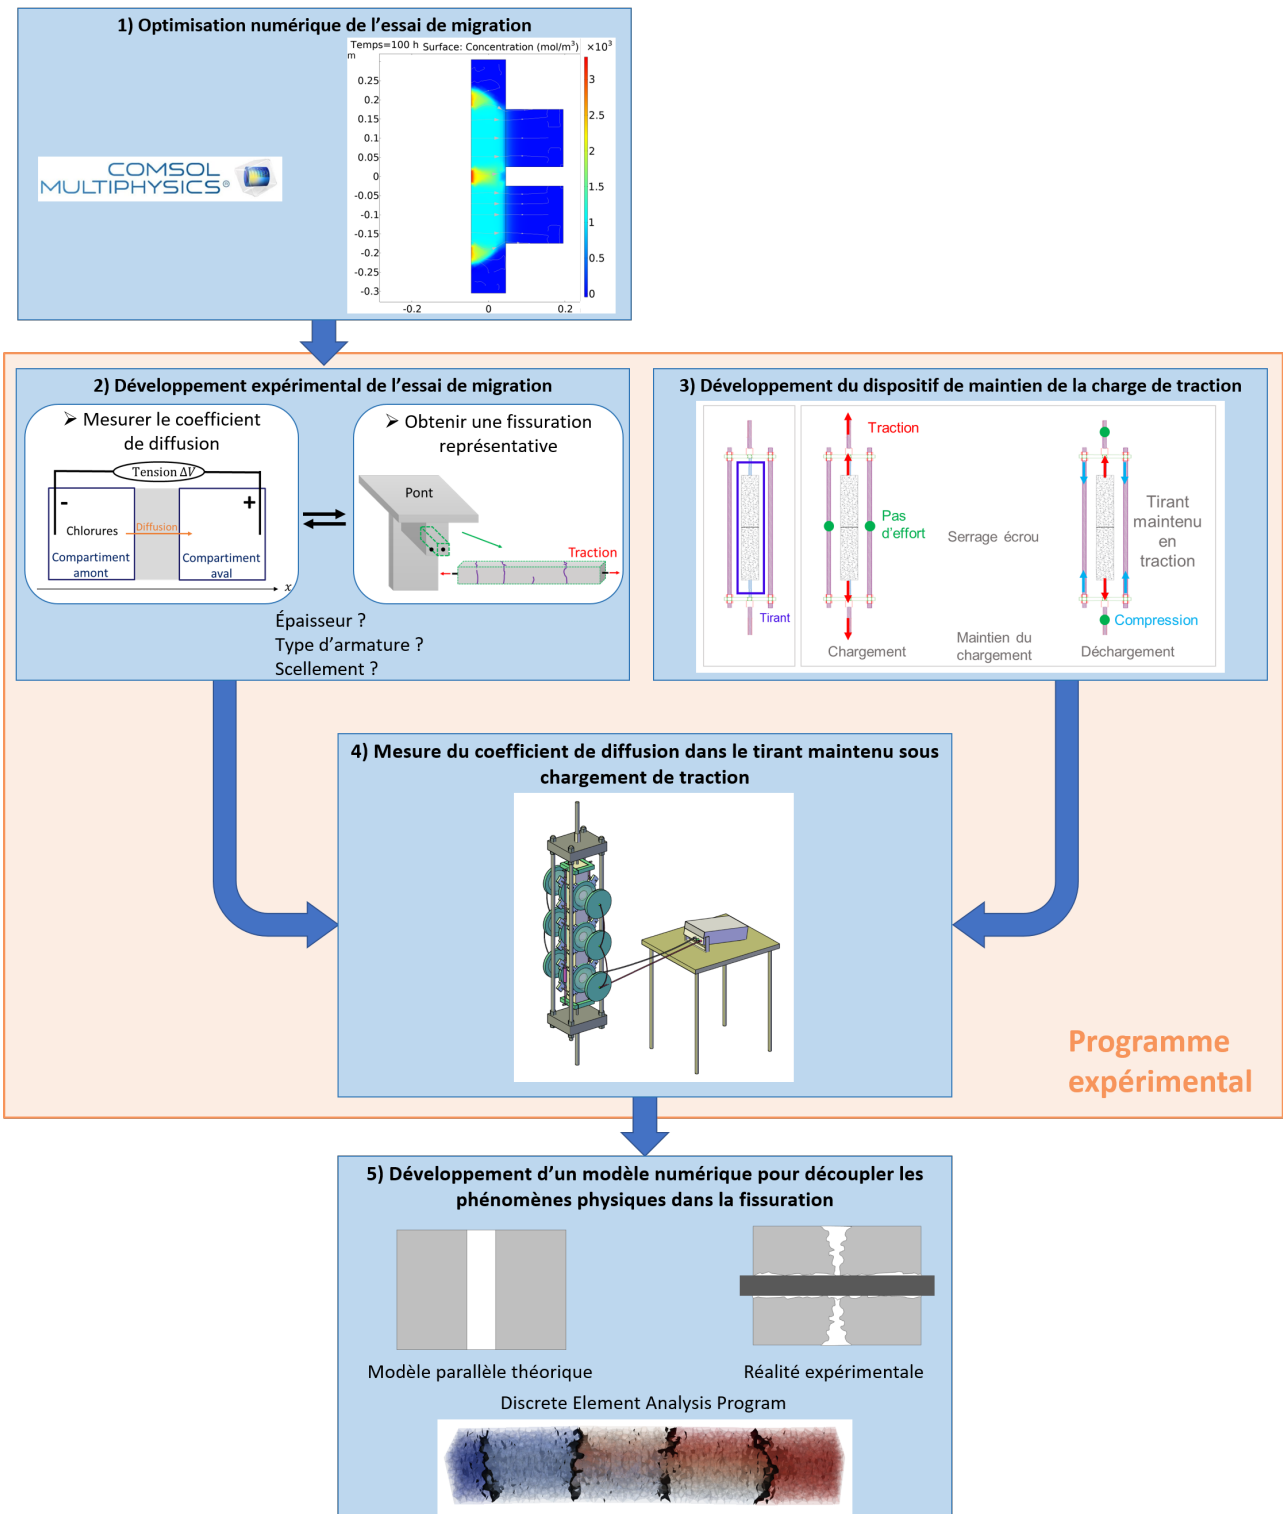 1) Optimisation numérique de l’essai de migration
Temps=100 h Surface: Concentration (mol/m³) ×10³
m
0.25
0.2
0.15
0.1
0.05
0
-0.05
-0.1
-0.15
-0.2
-0.25
-0.3
-0.2
0
0.2
3
2.5
2
1.5
1
0.5
0
COMSOL
MULTIPHYSICS®
2) Développement expérimental de l’essai de migration
➢ Mesurer le coefficient
de diffusion
Tension ΔV
-
+
Chlorures
Diffusion
Compartiment
amont
Compartiment
aval
x
➢ Obtenir une fissuration
représentative
Pont
Traction
Épaisseur ?
Type d’armature ?
Scellement ?
3) Développement du dispositif de maintien de la charge de traction
Tirant
Traction
Pas
d’effort
Chargement
Serrage écrou
Maintien du
chargement
Tirant
maintenu
en
traction
Compression
Déchargement
4) Mesure du coefficient de diffusion dans le tirant maintenu sous
chargement de traction
Programme
expérimental
5) Développement d’un modèle numérique pour découpler les
phénomènes physiques dans la fissuration
Modèle parallèle théorique
Réalité expérimentale
Discrete Element Analysis Program